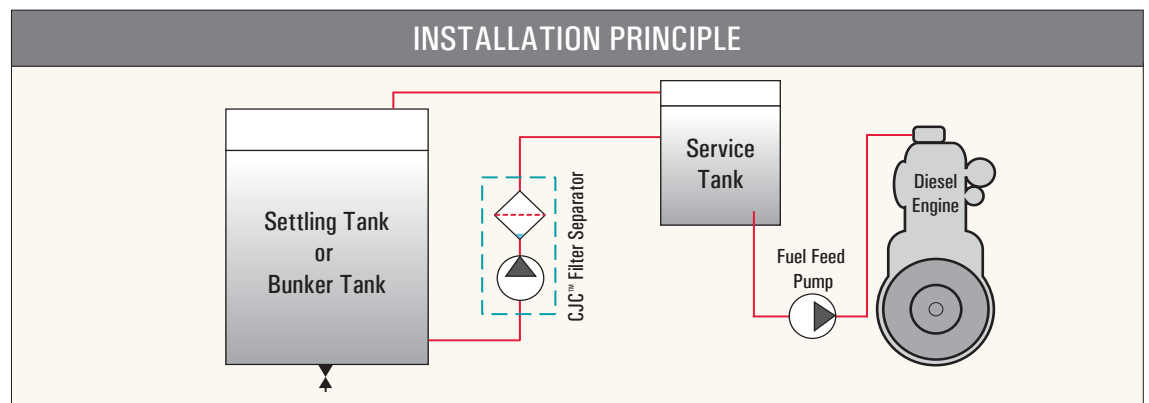 INSTALLATION PRINCIPLE
Settling Tank
or
Bunker Tank
CJC™ Filter Separator
Service
Tank
Fuel Feed
Pump
Diesel
Engine